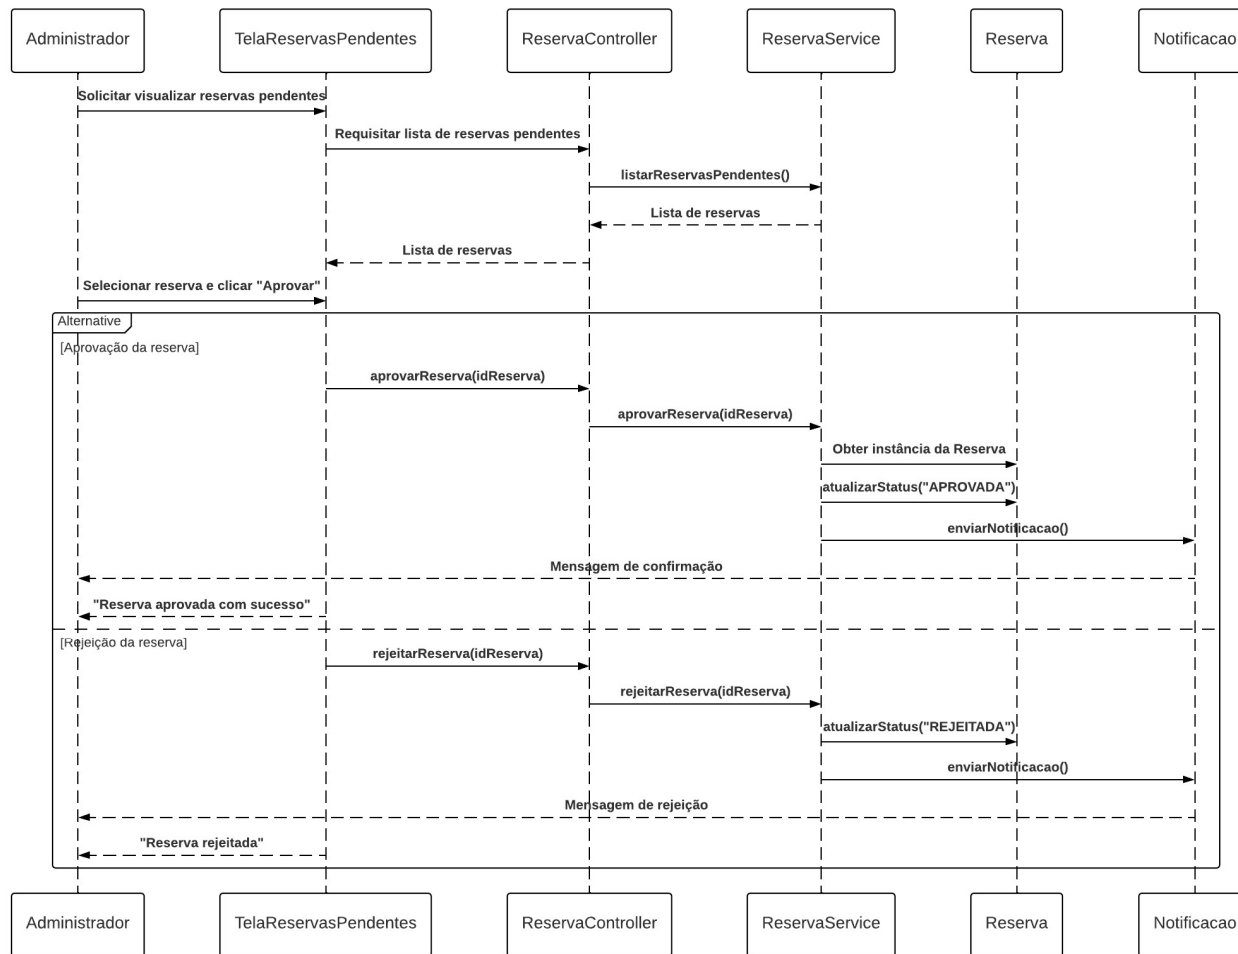 Administrador
TelaReservasPendentes
ReservaController
ReservaService
Reserva
Notificacao
Solicitar visualizar reservas pendentes
Requisitar lista de reservas pendentes
listarReservasPendentes()
Lista de reservas
Lista de reservas
Selecionar reserva e clicar "Aprovar"
Alternative
[Aprovação da reserva]
aprovarReserva(idReserva)
aprovarReserva(idReserva)
Obter instância da Reserva
atualizarStatus("APROVADA")
enviarNotificacao()
Mensagem de confirmação
"Reserva aprovada com sucesso"
[Rejeição da reserva]
rejeitarReserva(idReserva)
rejeitarReserva(idReserva)
atualizarStatus("REJEITADA")
enviarNotificacao()
Mensagem de rejeição
"Reserva rejeitada"
Administrador
TelaReservasPendentes
ReservaController
ReservaService
Reserva
Notificacao